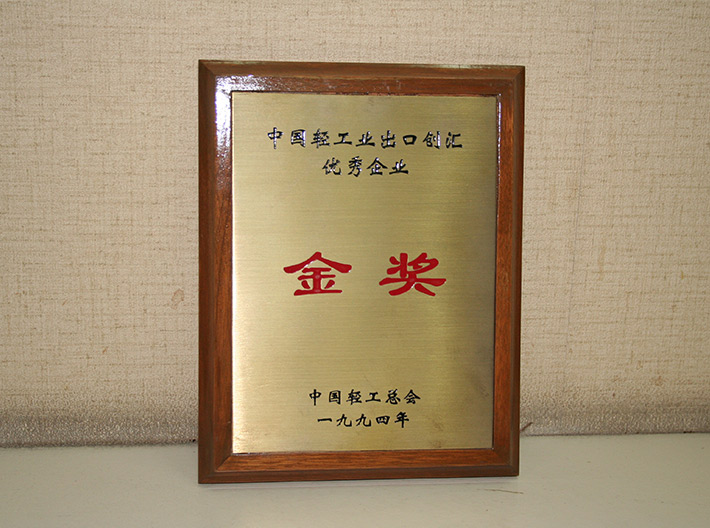 中国轻工业出口创汇
优秀企业
金奖
中国轻工总会
一九九四年